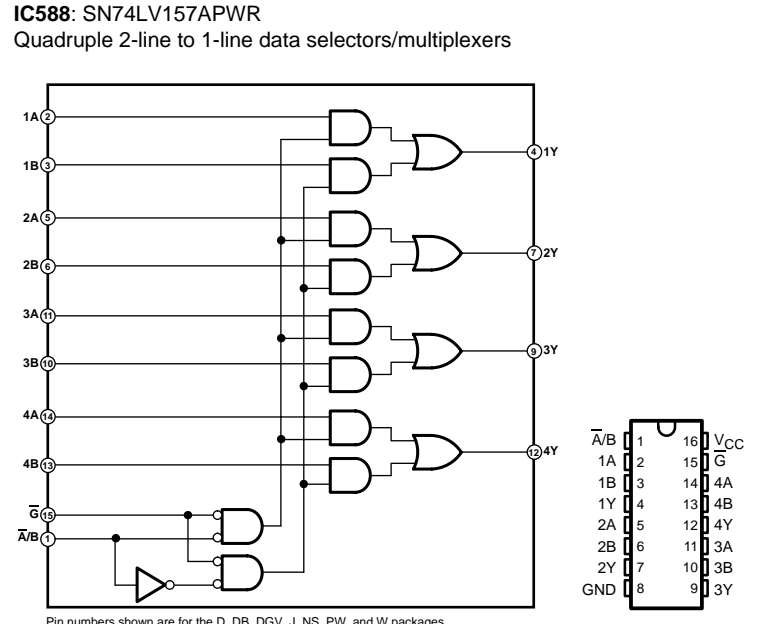 IC588: SN74LV157APWR
Quadruple 2-line to 1-line data selectors/multiplexers
1A 2
4 1Y
1B 3
2A 5
7 2Y
2B 6
3A 11
9 3Y
3B 10
4A 14
12 4Y
4B 13
G̅ 15
A̅/B 1
A̅/B 1 16 VCC
1A 2 15 G̅
1B 3 14 4A
1Y 4 13 4B
2A 5 12 4Y
2B 6 11 3A
2Y 7 10 3B
GND 8 9 3Y
Pin numbers shown are for the D, DB, DGV, J, NS, PW, and W packages